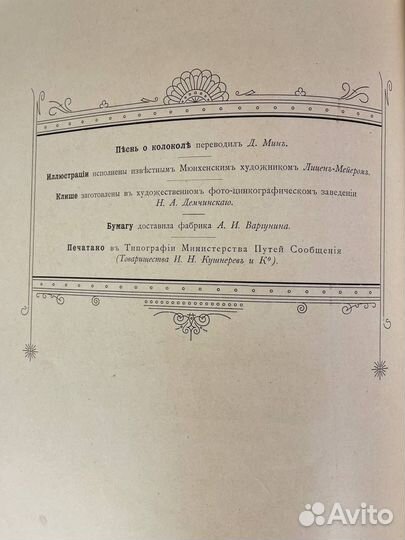 Пѣснь о колоколѣ переводилъ Д. Минъ.
Иллюстраціи исполнены извѣстнымъ Мюнхенскимъ художникомъ Лиценъ-Мейеромъ.
Клише заготовлены въ художественномъ фото-цинкографическомъ заведеніи
Н. А. Демчинскаго.
Бумагу доставила фабрика А. И. Варгунина.
Печатано въ Типографіи Министерства Путей Сообщенія
(Товарищества И. Н. Кушнеревъ и Кº).
Avito